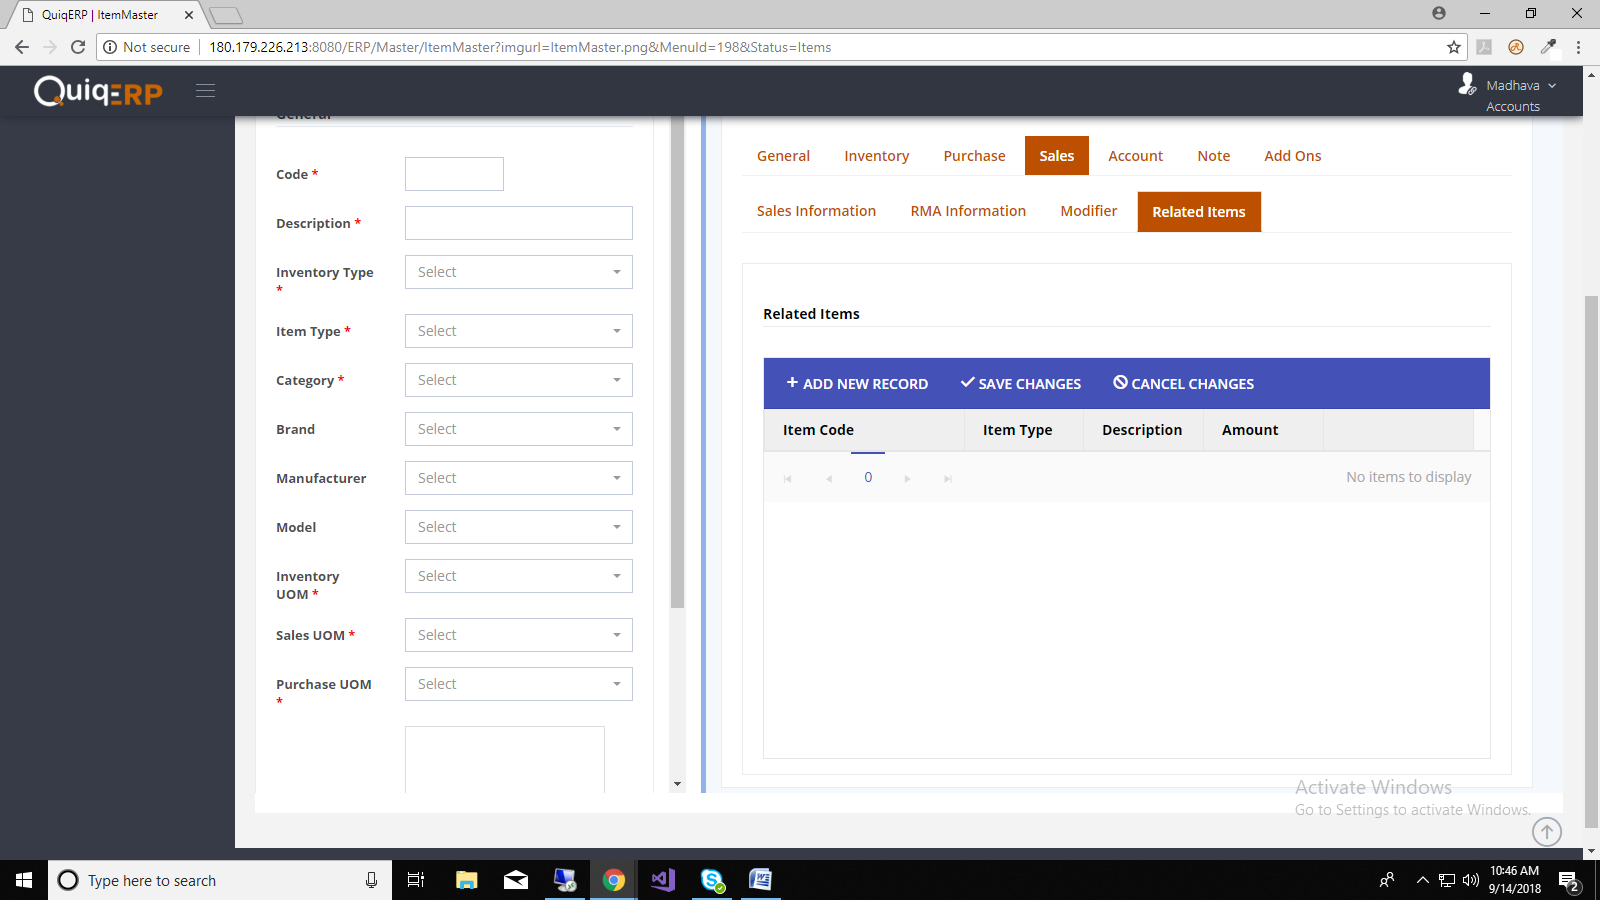 QuiqERP | ItemMaster
Not secure
180.179.226.213:8080/ERP/Master/ItemMaster?imgurl=ItemMaster.png&MenuId=198&Status=Items
QuiqERP
Madhava
Accounts
General
Code *
Description *
Inventory Type
*
Select
Item Type *
Select
Category *
Select
Brand
Select
Manufacturer
Select
Model
Select
Inventory
UOM *
Select
Sales UOM *
Select
Purchase UOM
*
Select
General Inventory Purchase Sales Account Note Add Ons
Sales Information RMA Information Modifier Related Items
Related Items
+ ADD NEW RECORD SAVE CHANGES CANCEL CHANGES
Item Code Item Type Description Amount
0
No items to display
Activate Windows
Go to Settings to activate Windows.
Type here to search
10:46 AM
9/14/2018
2